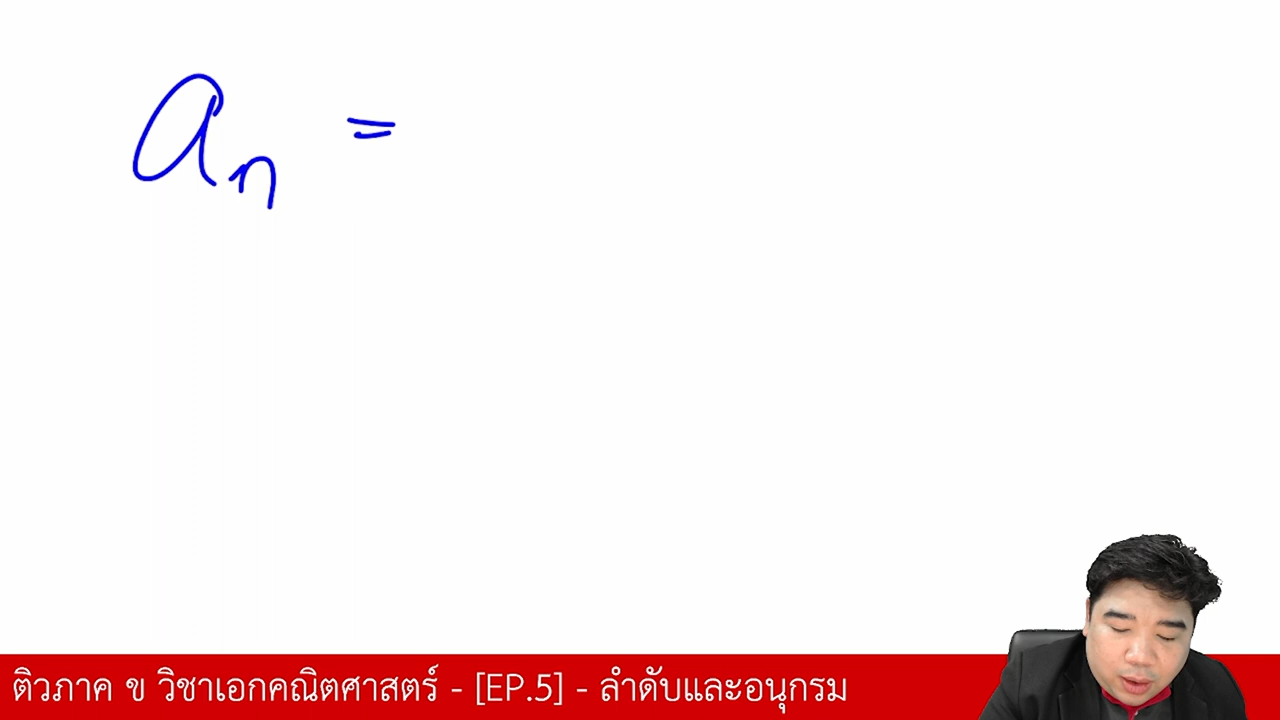 aₙ =
ติวภาค ข วิชาเอกคณิตศาสตร์ - [EP.5] - ลำดับและอนุกรม